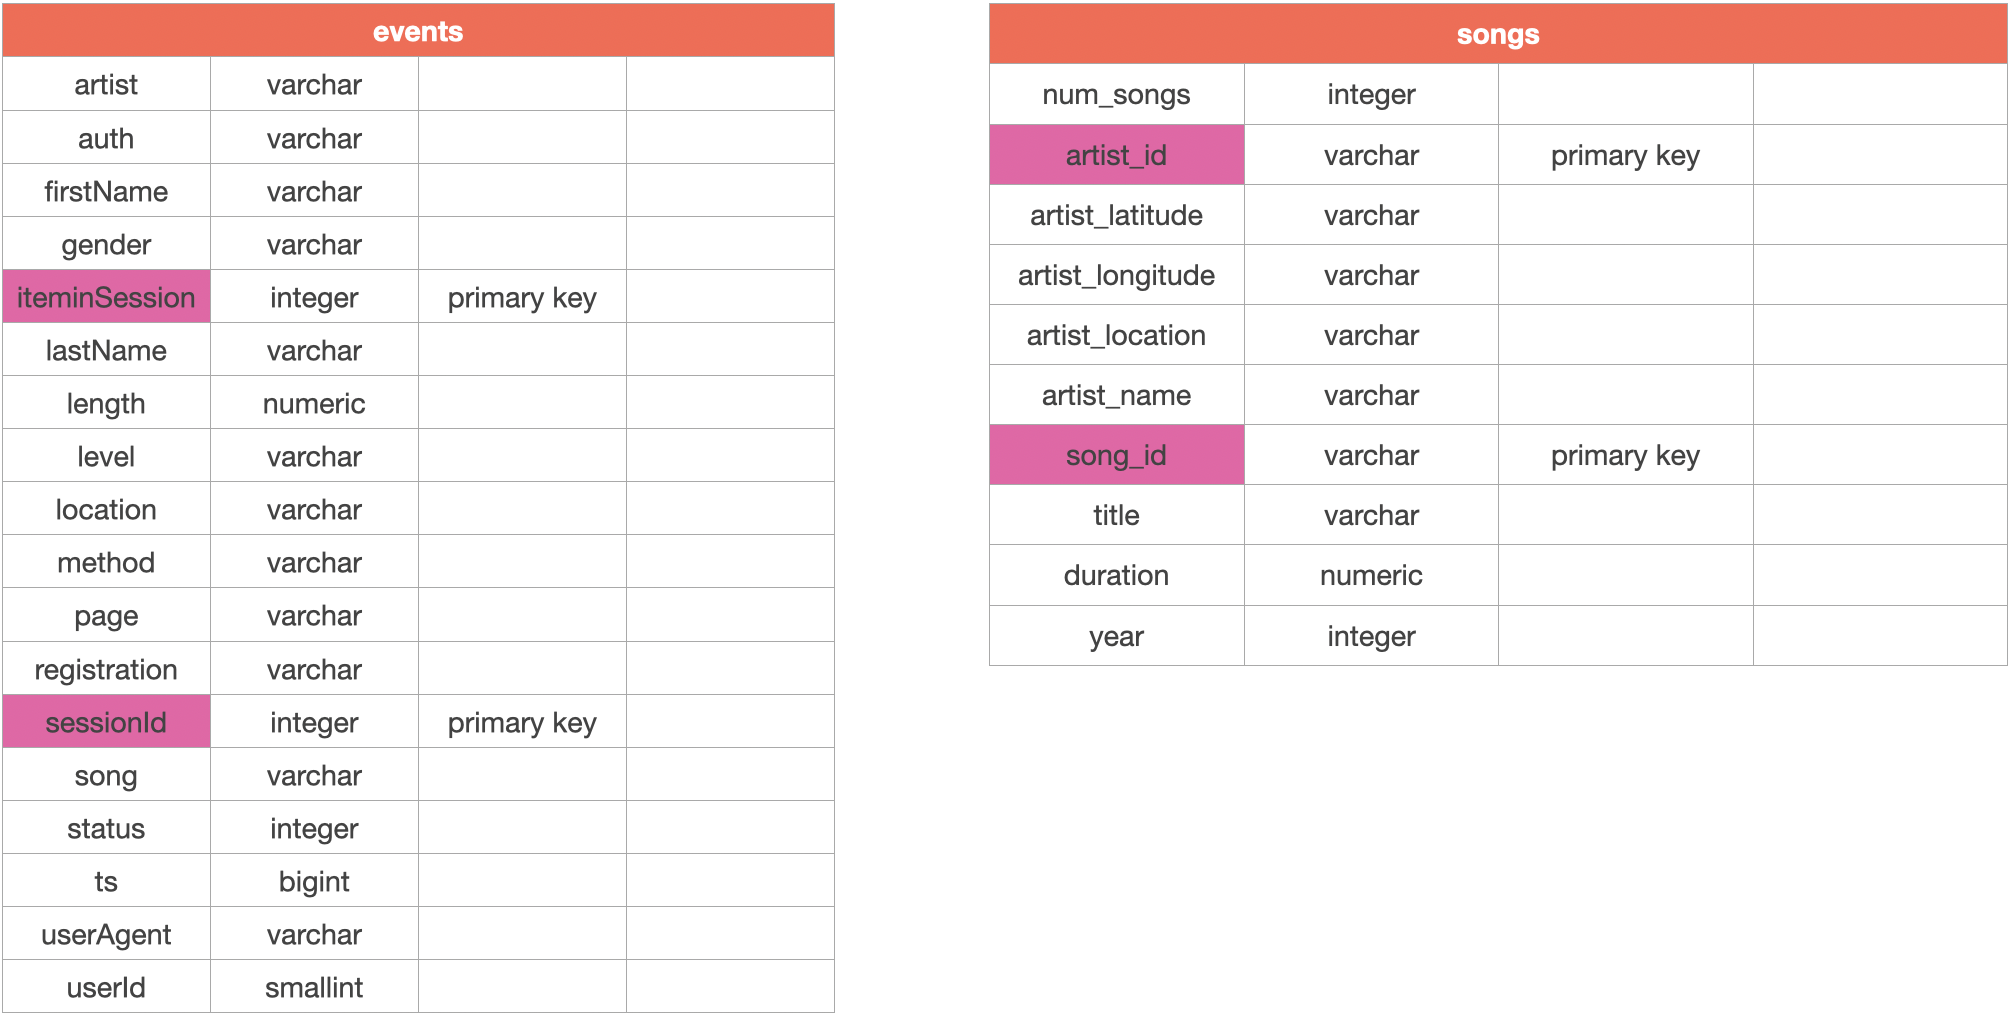 events
artist varchar
auth varchar
firstName varchar
gender varchar
iteminSession integer primary key
lastName varchar
length numeric
level varchar
location varchar
method varchar
page varchar
registration varchar
sessionId integer primary key
song varchar
status integer
ts bigint
userAgent varchar
userId smallint
songs
num_songs integer
artist_id varchar primary key
artist_latitude varchar
artist_longitude varchar
artist_location varchar
artist_name varchar
song_id varchar primary key
title varchar
duration numeric
year integer